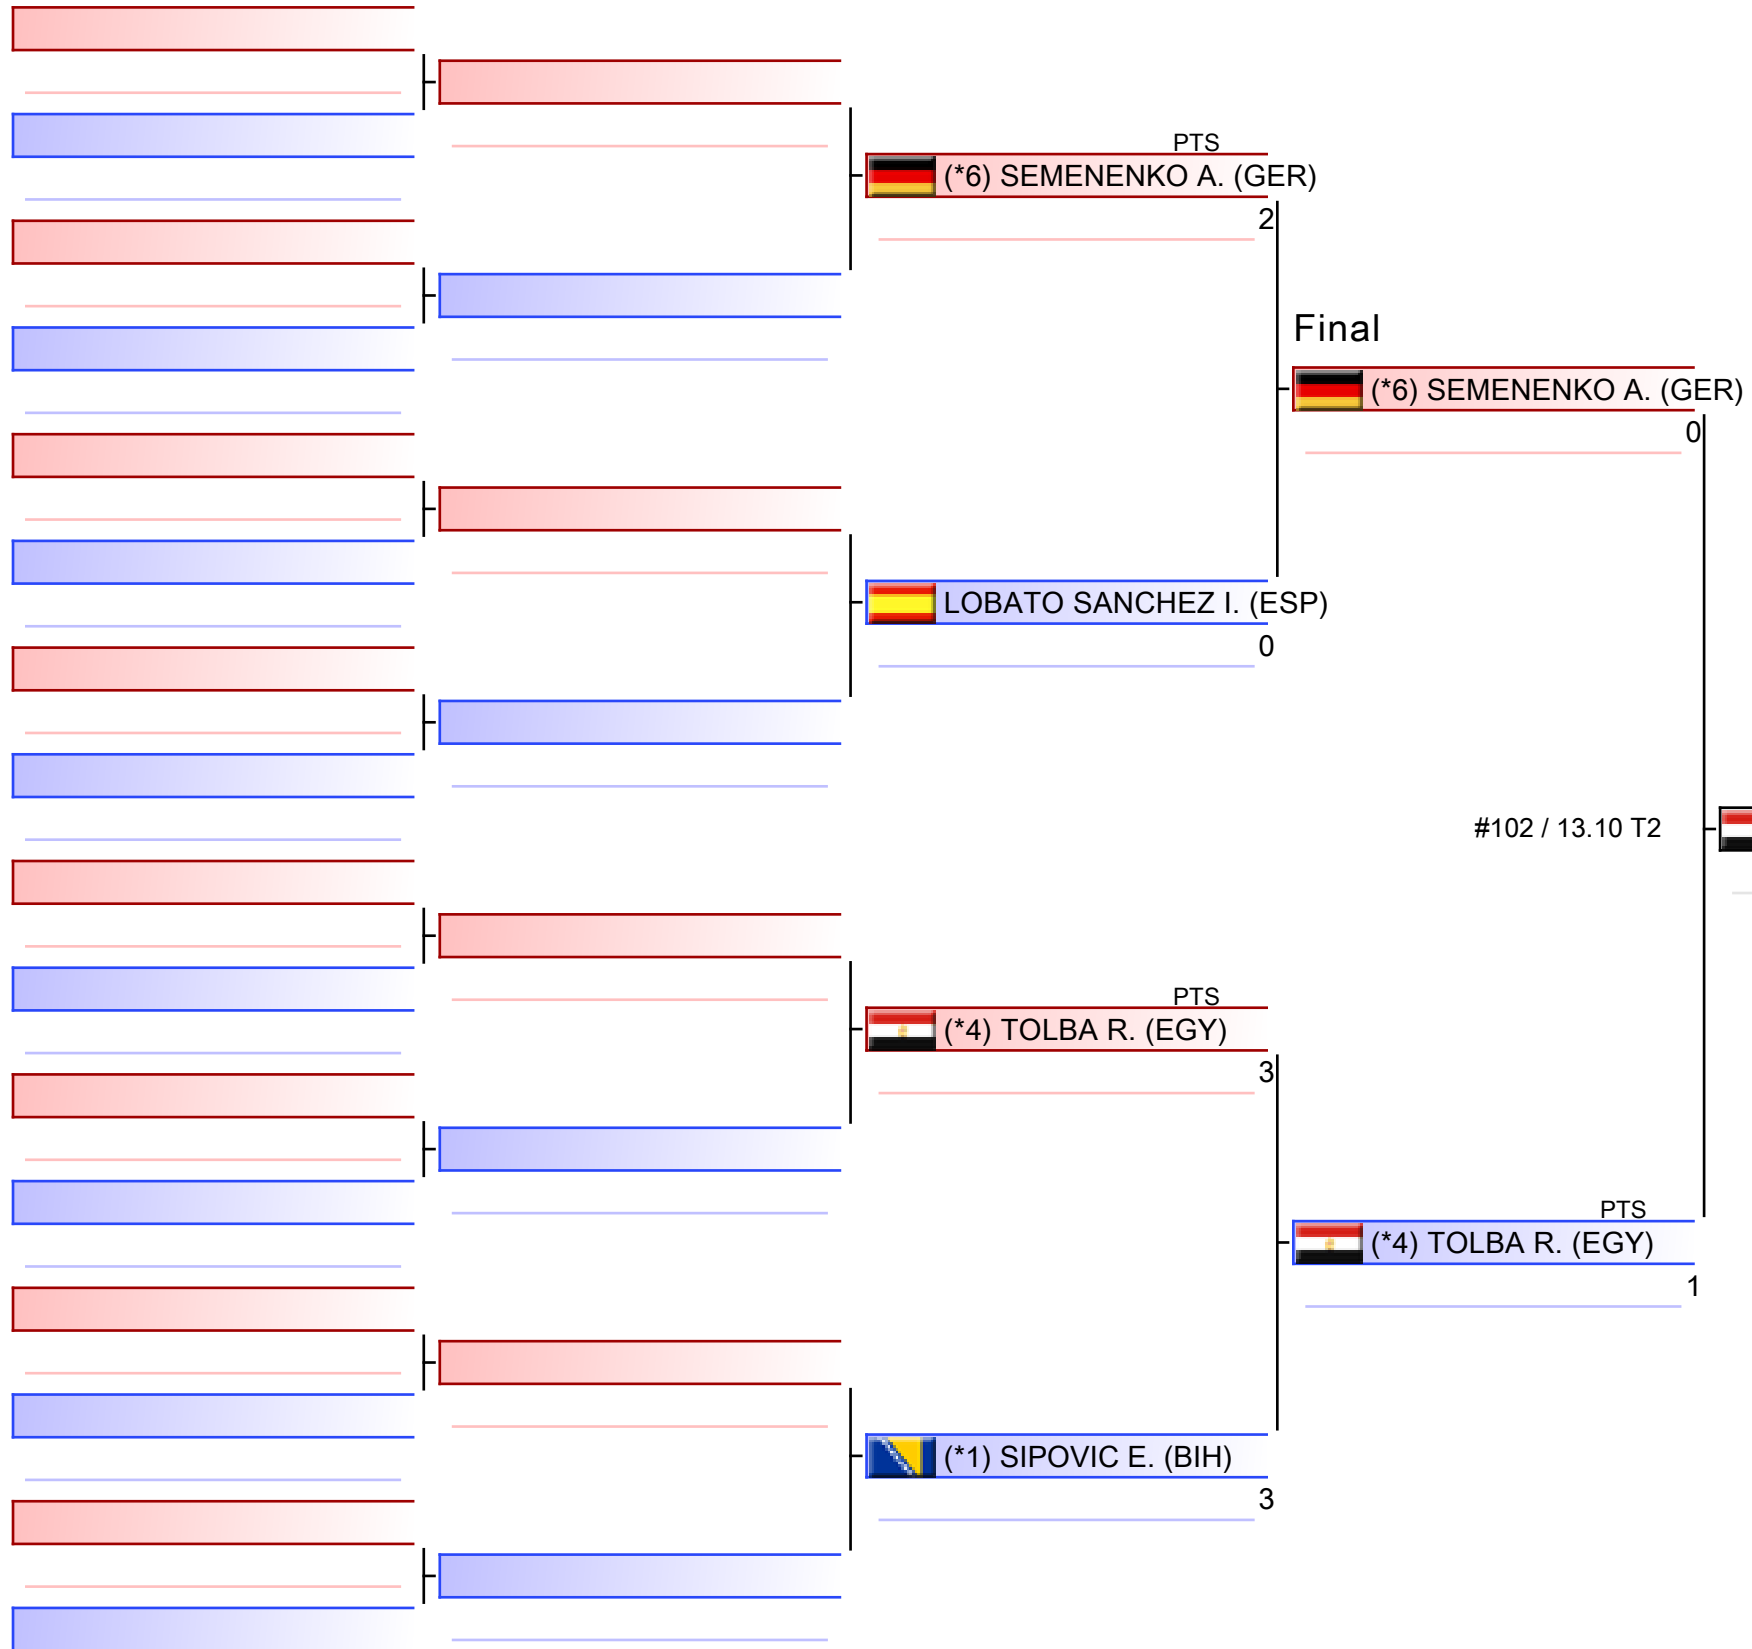 PTS
(*6) SEMENENKO A. (GER)
2
Final
(*6) SEMENENKO A. (GER)
0
LOBATO SANCHEZ I. (ESP)
0
#102 / 13.10 T2
PTS
(*4) TOLBA R. (EGY)
3
PTS
(*4) TOLBA R. (EGY)
1
(*1) SIPOVIC E. (BIH)
3